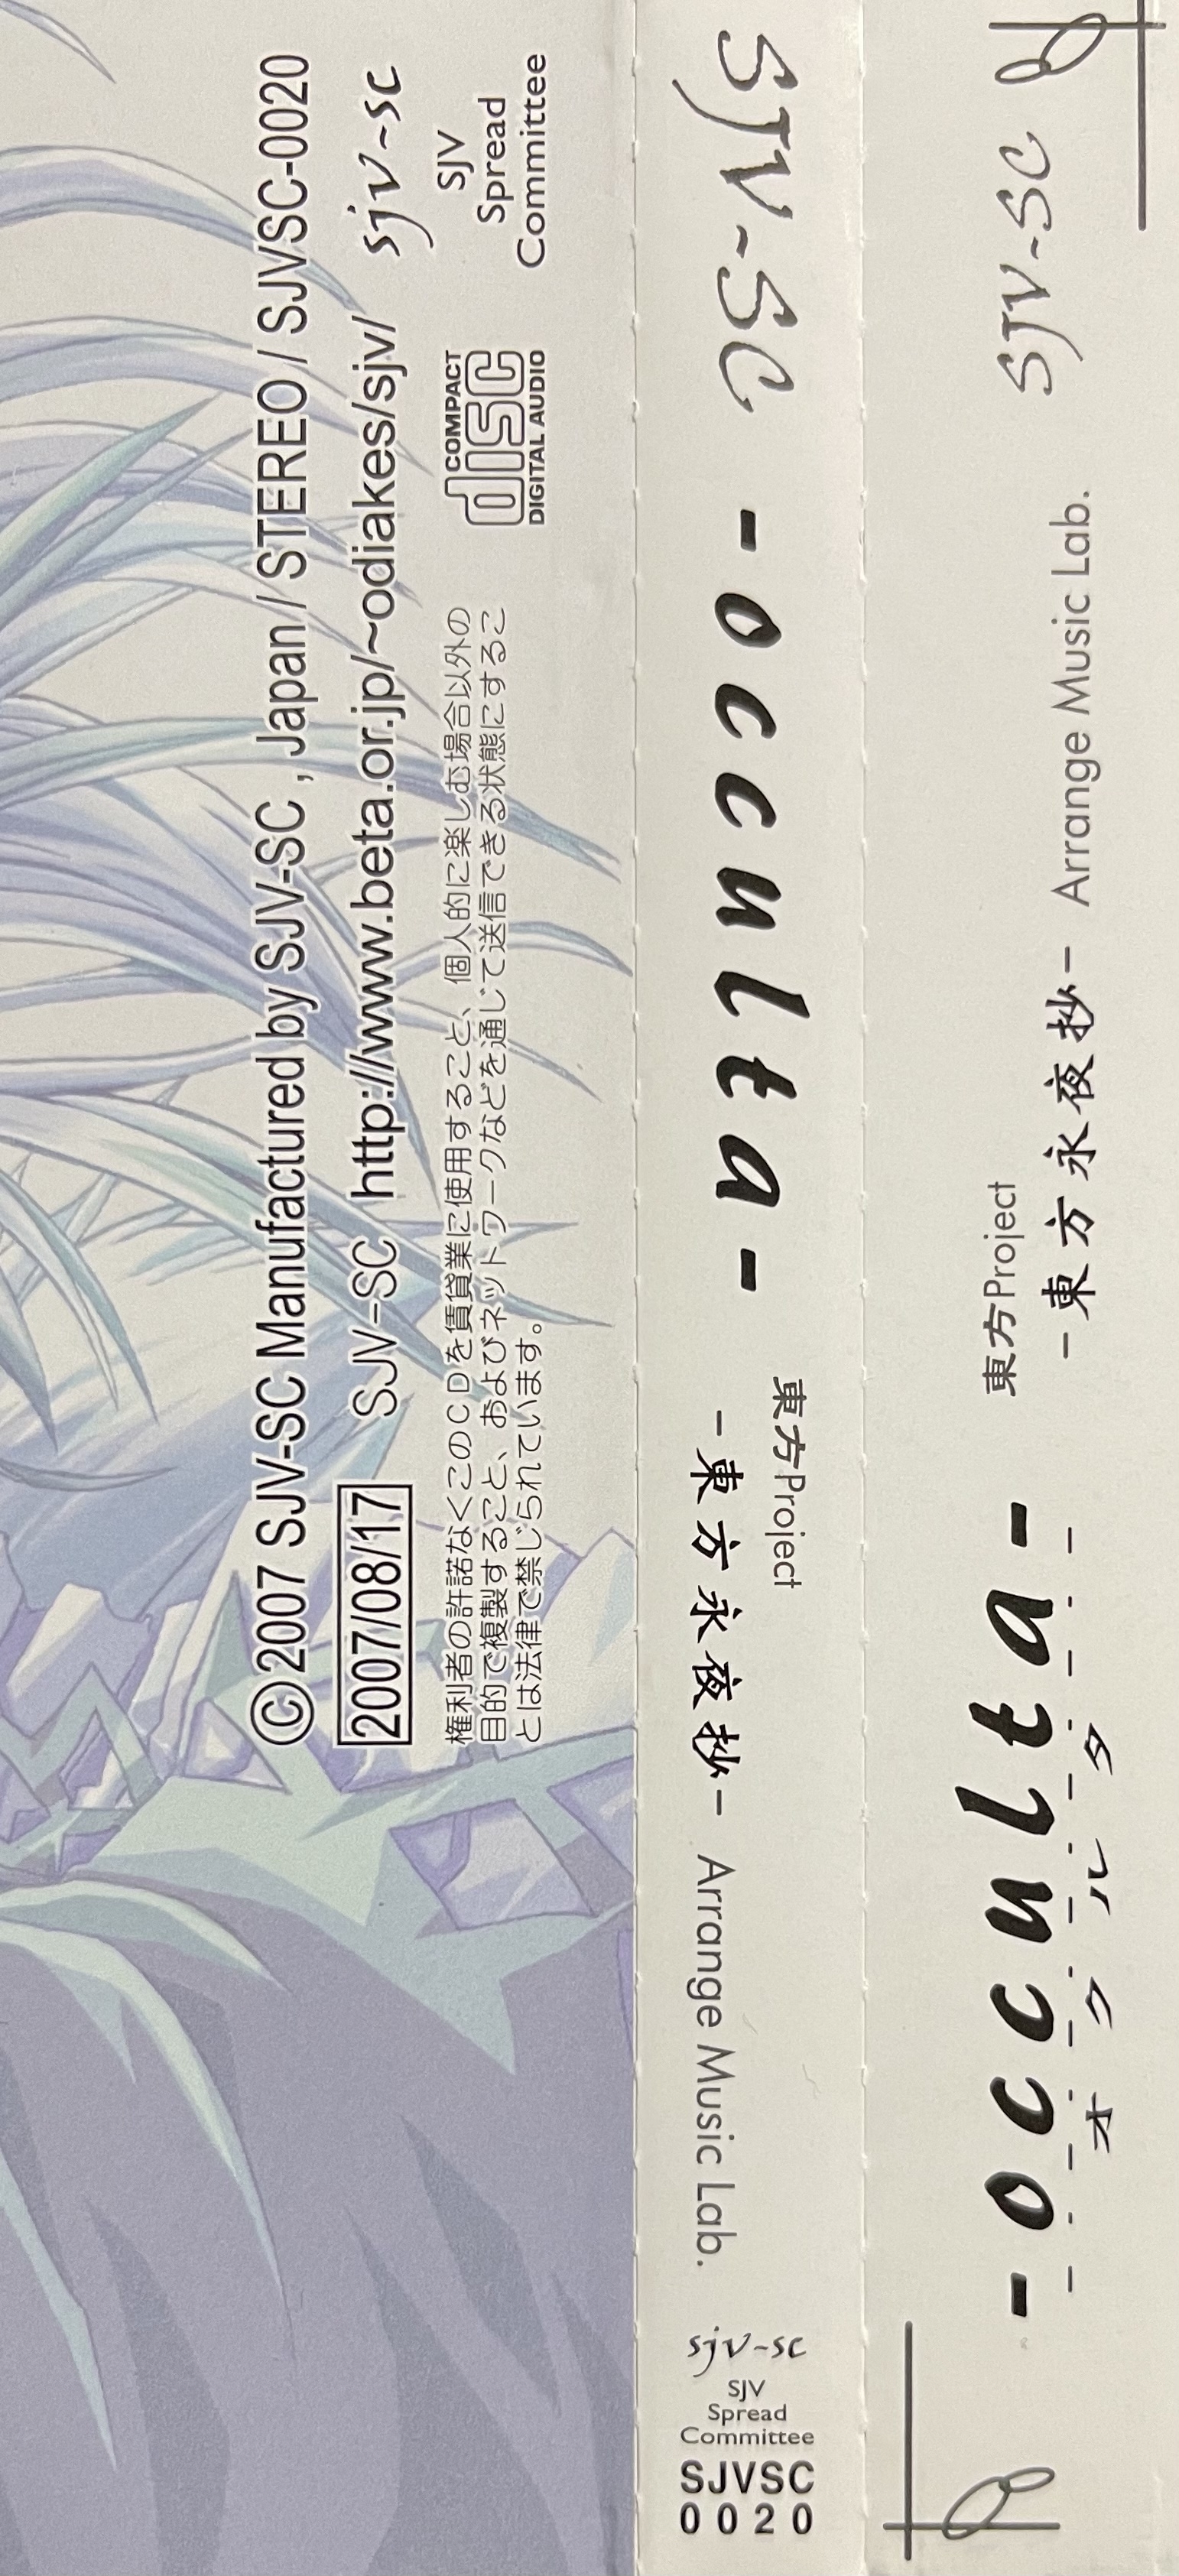 ©2007 SJV-SC Manufactured by SJV-SC , Japan / STEREO / SJVSC-0020
2007/08/17 SJV-SC http://www.beta.or.jp/~odiakes/sjv/
sjv-sc
SJV
Spread
Committee
権利者の許諾なくこのＣＤを賃貸業に使用すること、個人的に楽しむ場合以外の
目的で複製すること、およびネットワークなどを通じて送信できる状態にするこ
とは法律で禁じられています。
COMPACT
disc
DIGITAL AUDIO
SJV-SC -occulta-
東方Project
-東方永夜抄- Arrange Music Lab.
sjv-sc
SJV
Spread
Committee
SJVSC
0020
-occulta-
オクルタ
東方Project
-東方永夜抄- Arrange Music Lab.
SJV-SC